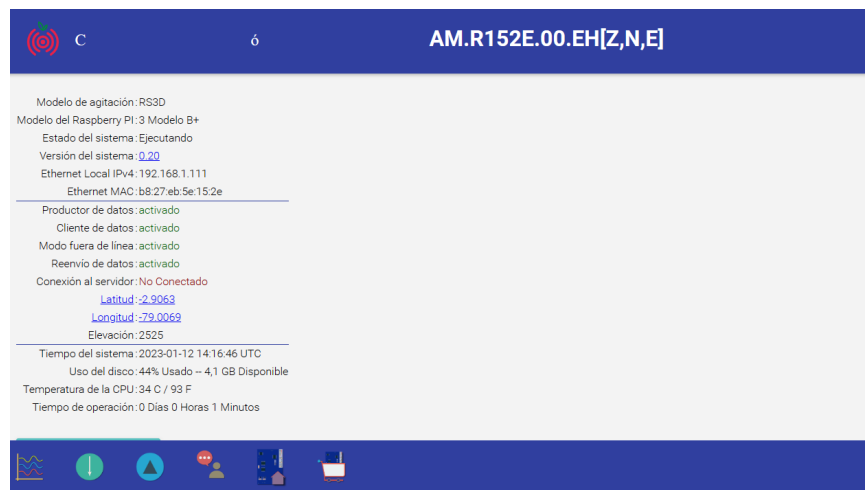 C ó AM.R152E.00.EH[Z,N,E]
Modelo de agitación: RS3D
Modelo del Raspberry PI: 3 Modelo B+
Estado del sistema: Ejecutando
Versión del sistema: 0.20
Ethernet Local IPv4: 192.168.1.111
Ethernet MAC: b8:27:eb:5e:15:2e
Productor de datos: activado
Cliente de datos: activado
Modo fuera de línea: activado
Reenvío de datos: activado
Conexión al servidor: No Conectado
Latitud: -2.9063
Longitud: -79.0069
Elevación: 2525
Tiempo del sistema: 2023-01-12 14:16:46 UTC
Uso del disco: 44% Usado -- 4,1 GB Disponible
Temperatura de la CPU: 34 C / 93 F
Tiempo de operación: 0 Días 0 Horas 1 Minutos